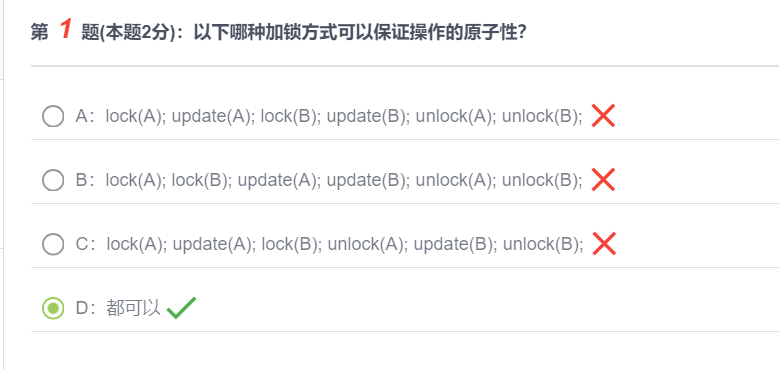 第 1 题(本题2分)：以下哪种加锁方式可以保证操作的原子性?
A：lock(A); update(A); lock(B); update(B); unlock(A); unlock(B);
B：lock(A); lock(B); update(A); update(B); unlock(A); unlock(B);
C：lock(A); update(A); lock(B); unlock(A); update(B); unlock(B);
D：都可以